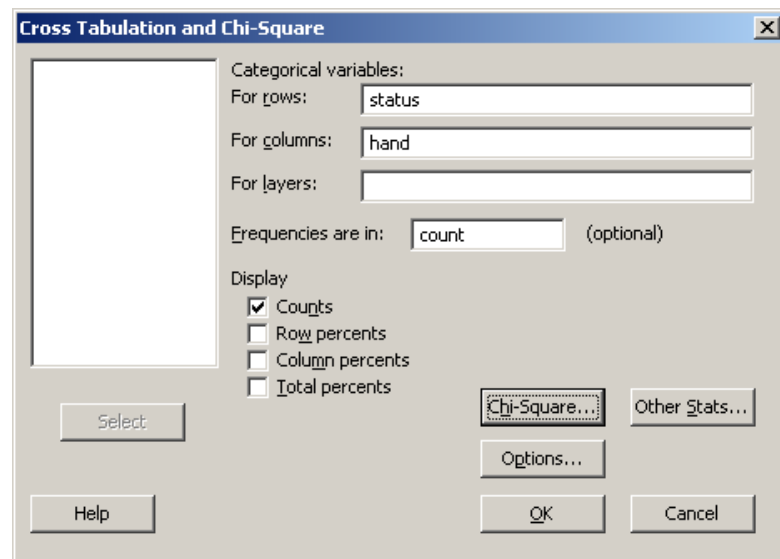 Cross Tabulation and Chi-Square
Categorical variables:
For rows: status
For columns: hand
For layers:
Frequencies are in: count (optional)
Display
Counts
Row percents
Column percents
Total percents
Select
Chi-Square... Other Stats...
Options...
Help OK Cancel